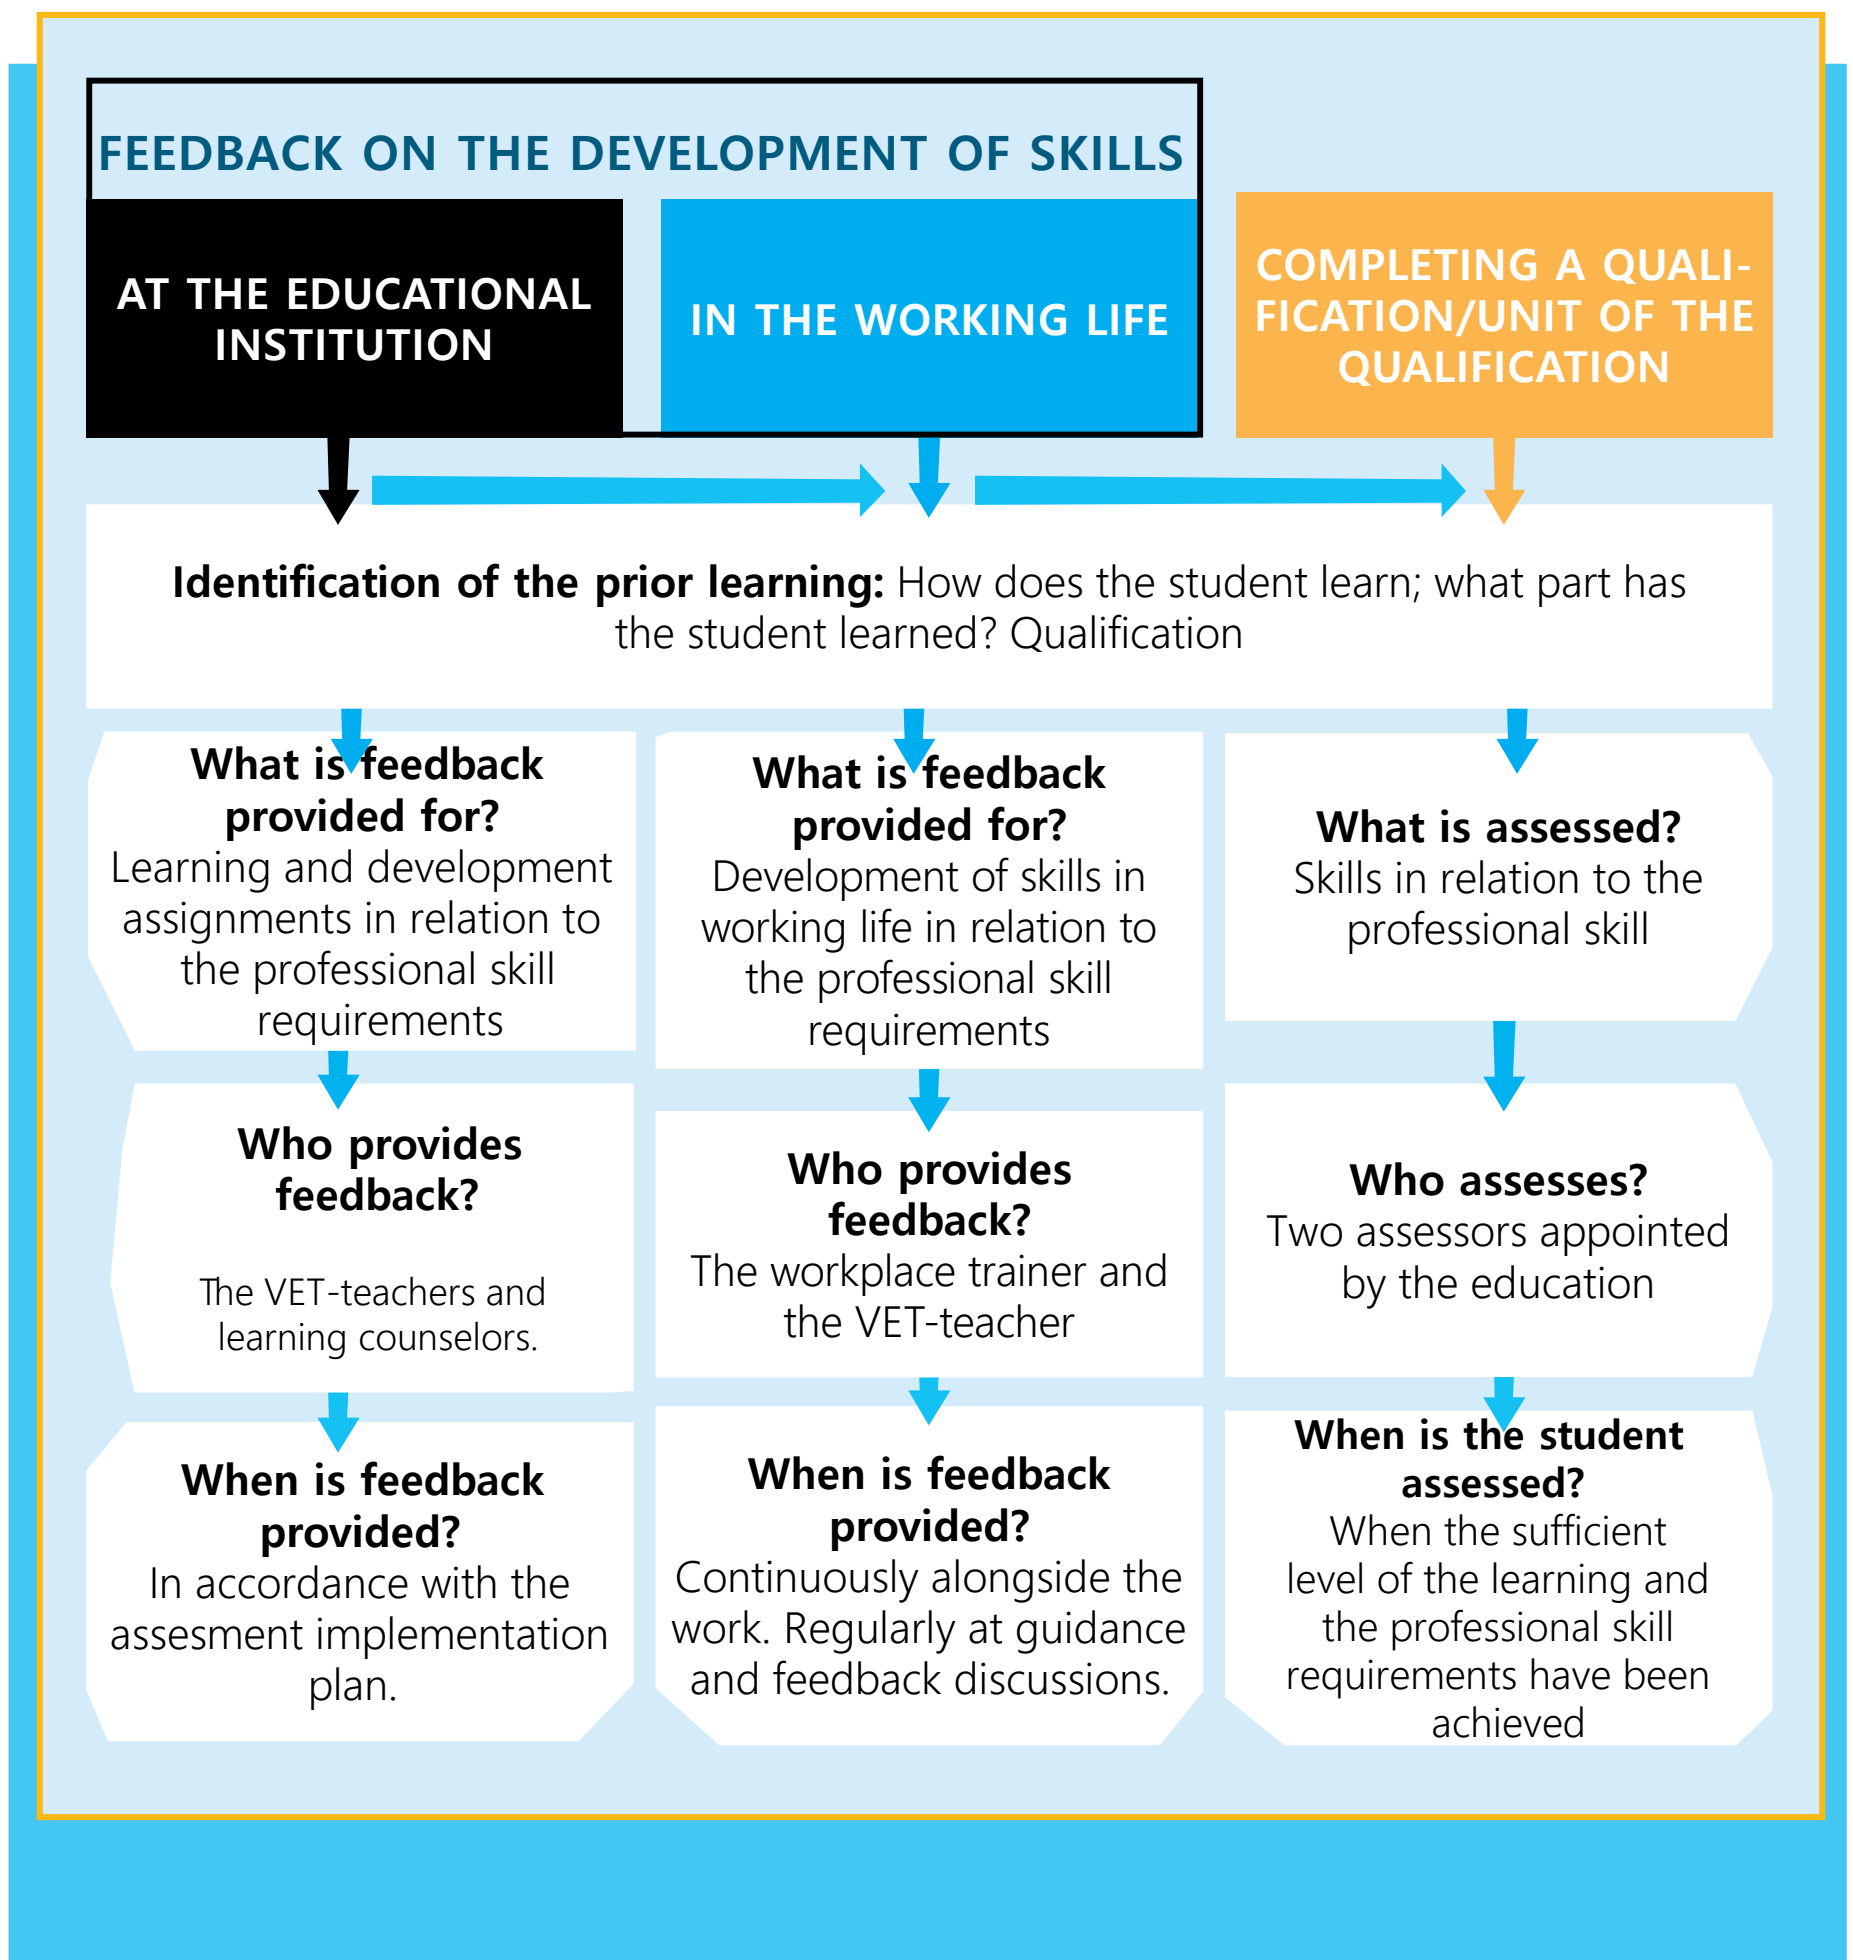 FEEDBACK ON THE DEVELOPMENT OF SKILLS
AT THE EDUCATIONAL
INSTITUTION
IN THE WORKING LIFE
COMPLETING A QUALI-
FICATION/UNIT OF THE
QUALIFICATION
Identification of the prior learning: How does the student learn; what part has
the student learned? Qualification
What is feedback
provided for?
Learning and development
assignments in relation to
the professional skill
requirements
What is feedback
provided for?
Development of skills in
working life in relation to
the professional skill
requirements
What is assessed?
Skills in relation to the
professional skill
Who provides
feedback?
The VET-teachers and
learning counselors.
Who provides
feedback?
The workplace trainer and
the VET-teacher
Who assesses?
Two assessors appointed
by the education
When is feedback
provided?
In accordance with the
assesment implementation
plan.
When is feedback
provided?
Continuously alongside the
work. Regularly at guidance
and feedback discussions.
When is the student
assessed?
When the sufficient
level of the learning and
the professional skill
requirements have been
achieved